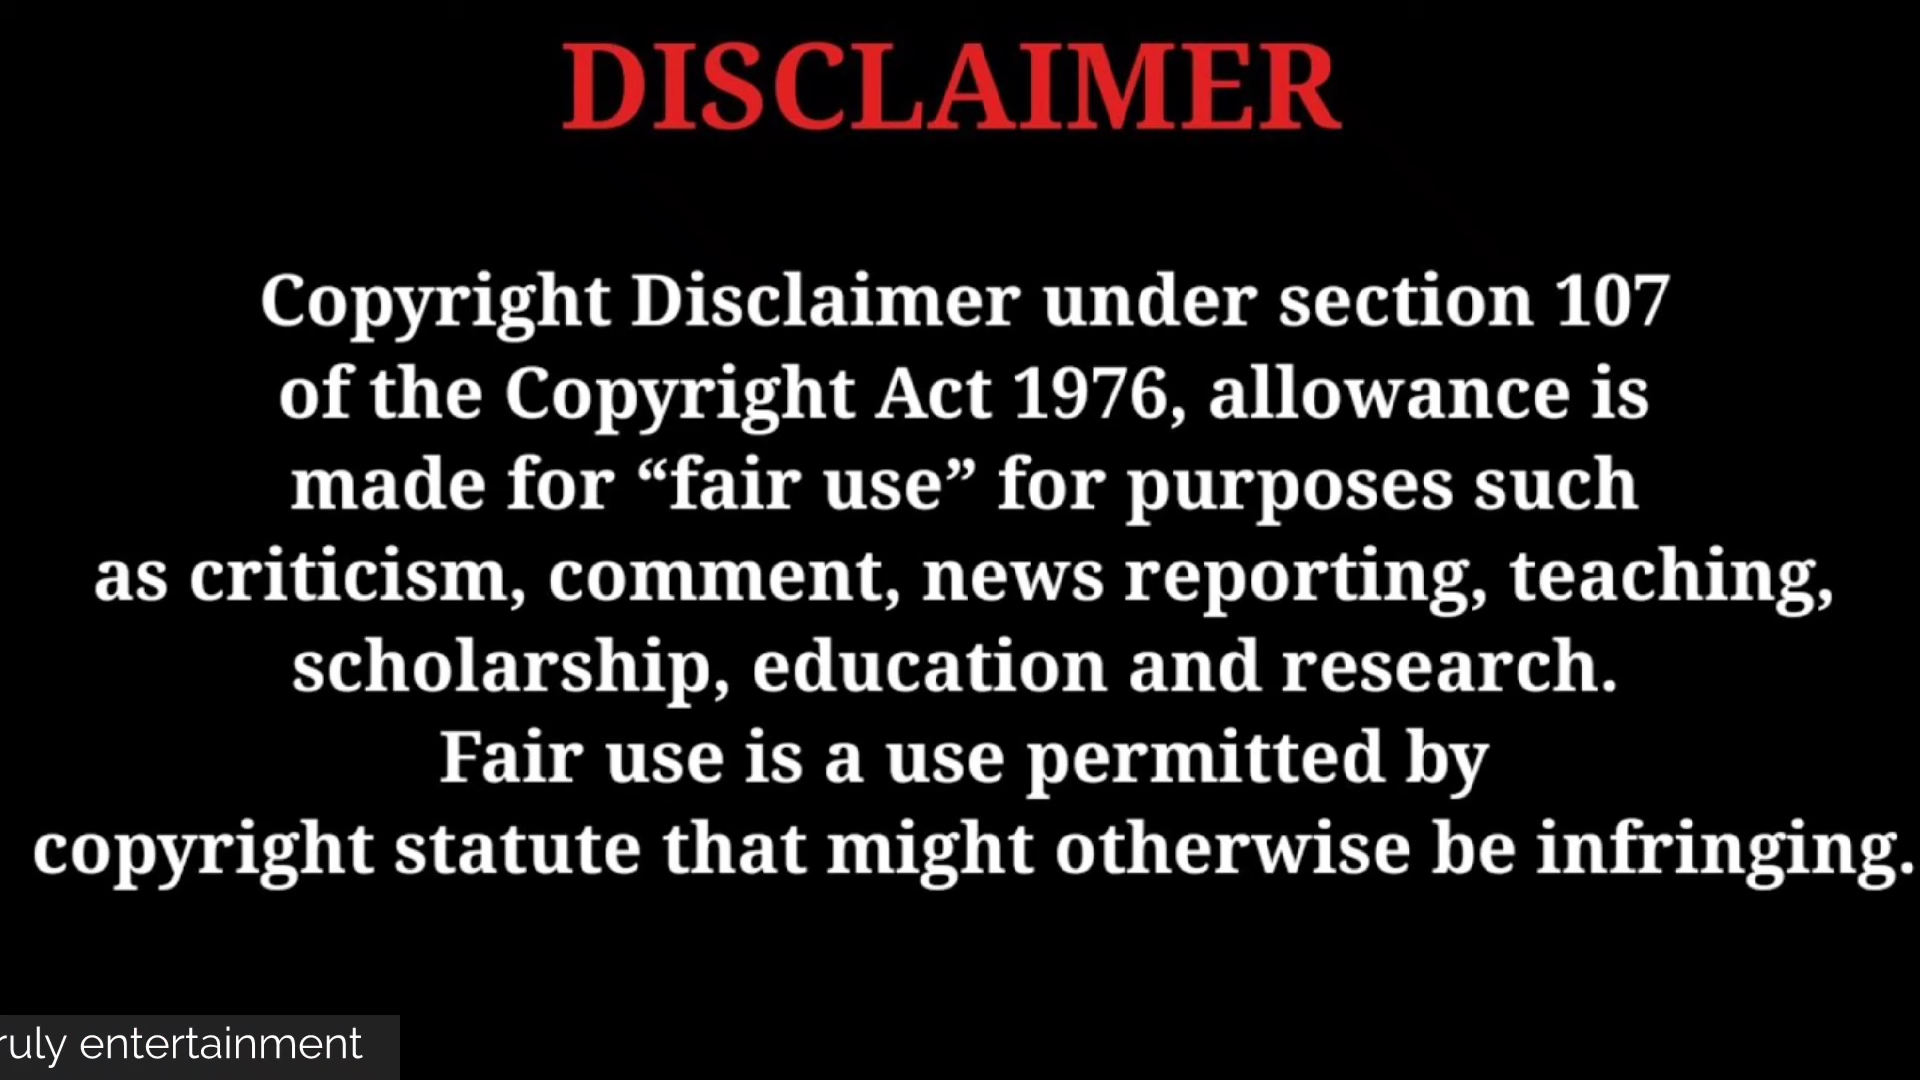 DISCLAIMER
Copyright Disclaimer under section 107
of the Copyright Act 1976, allowance is
made for “fair use” for purposes such
as criticism, comment, news reporting, teaching,
scholarship, education and research.
Fair use is a use permitted by
copyright statute that might otherwise be infringing.
entertainment